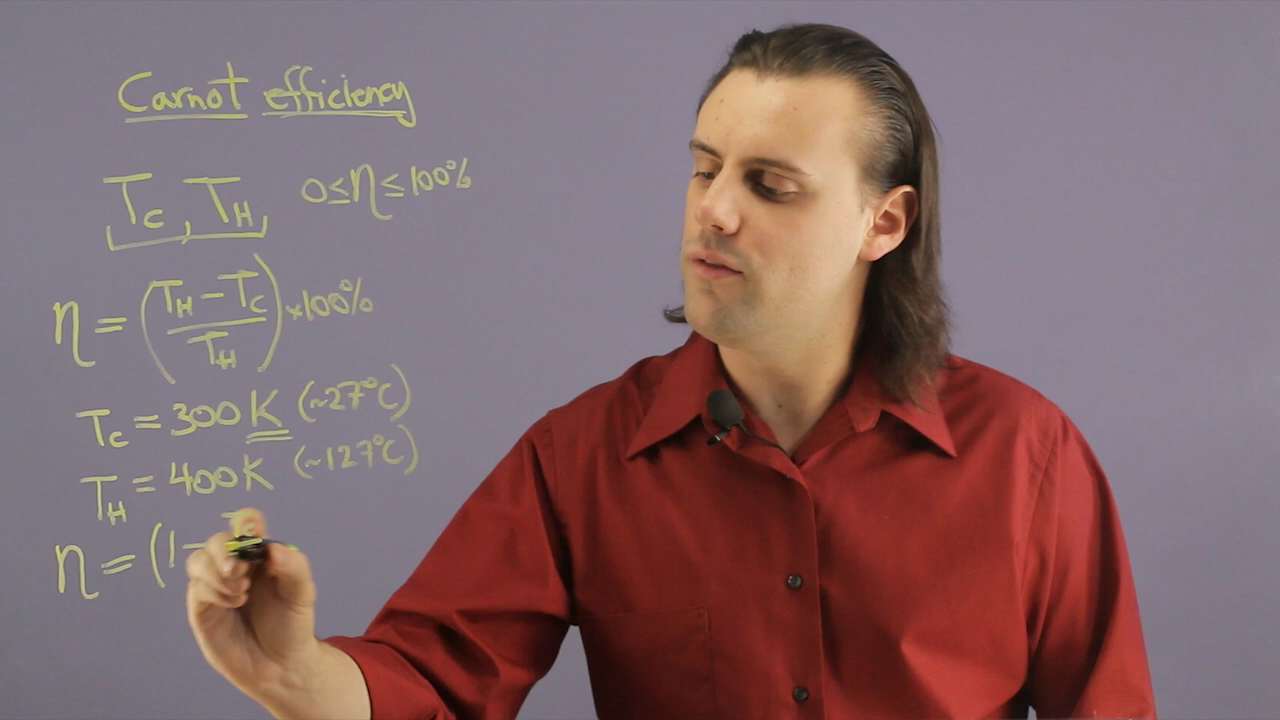 Carnot efficiency
T_C, T_H 0≤η≤100%
η = (T_H - T_C / T_H) ×100%
T_C = 300 K (~27°C)
T_H = 400 K (~127°C)
η = (1-